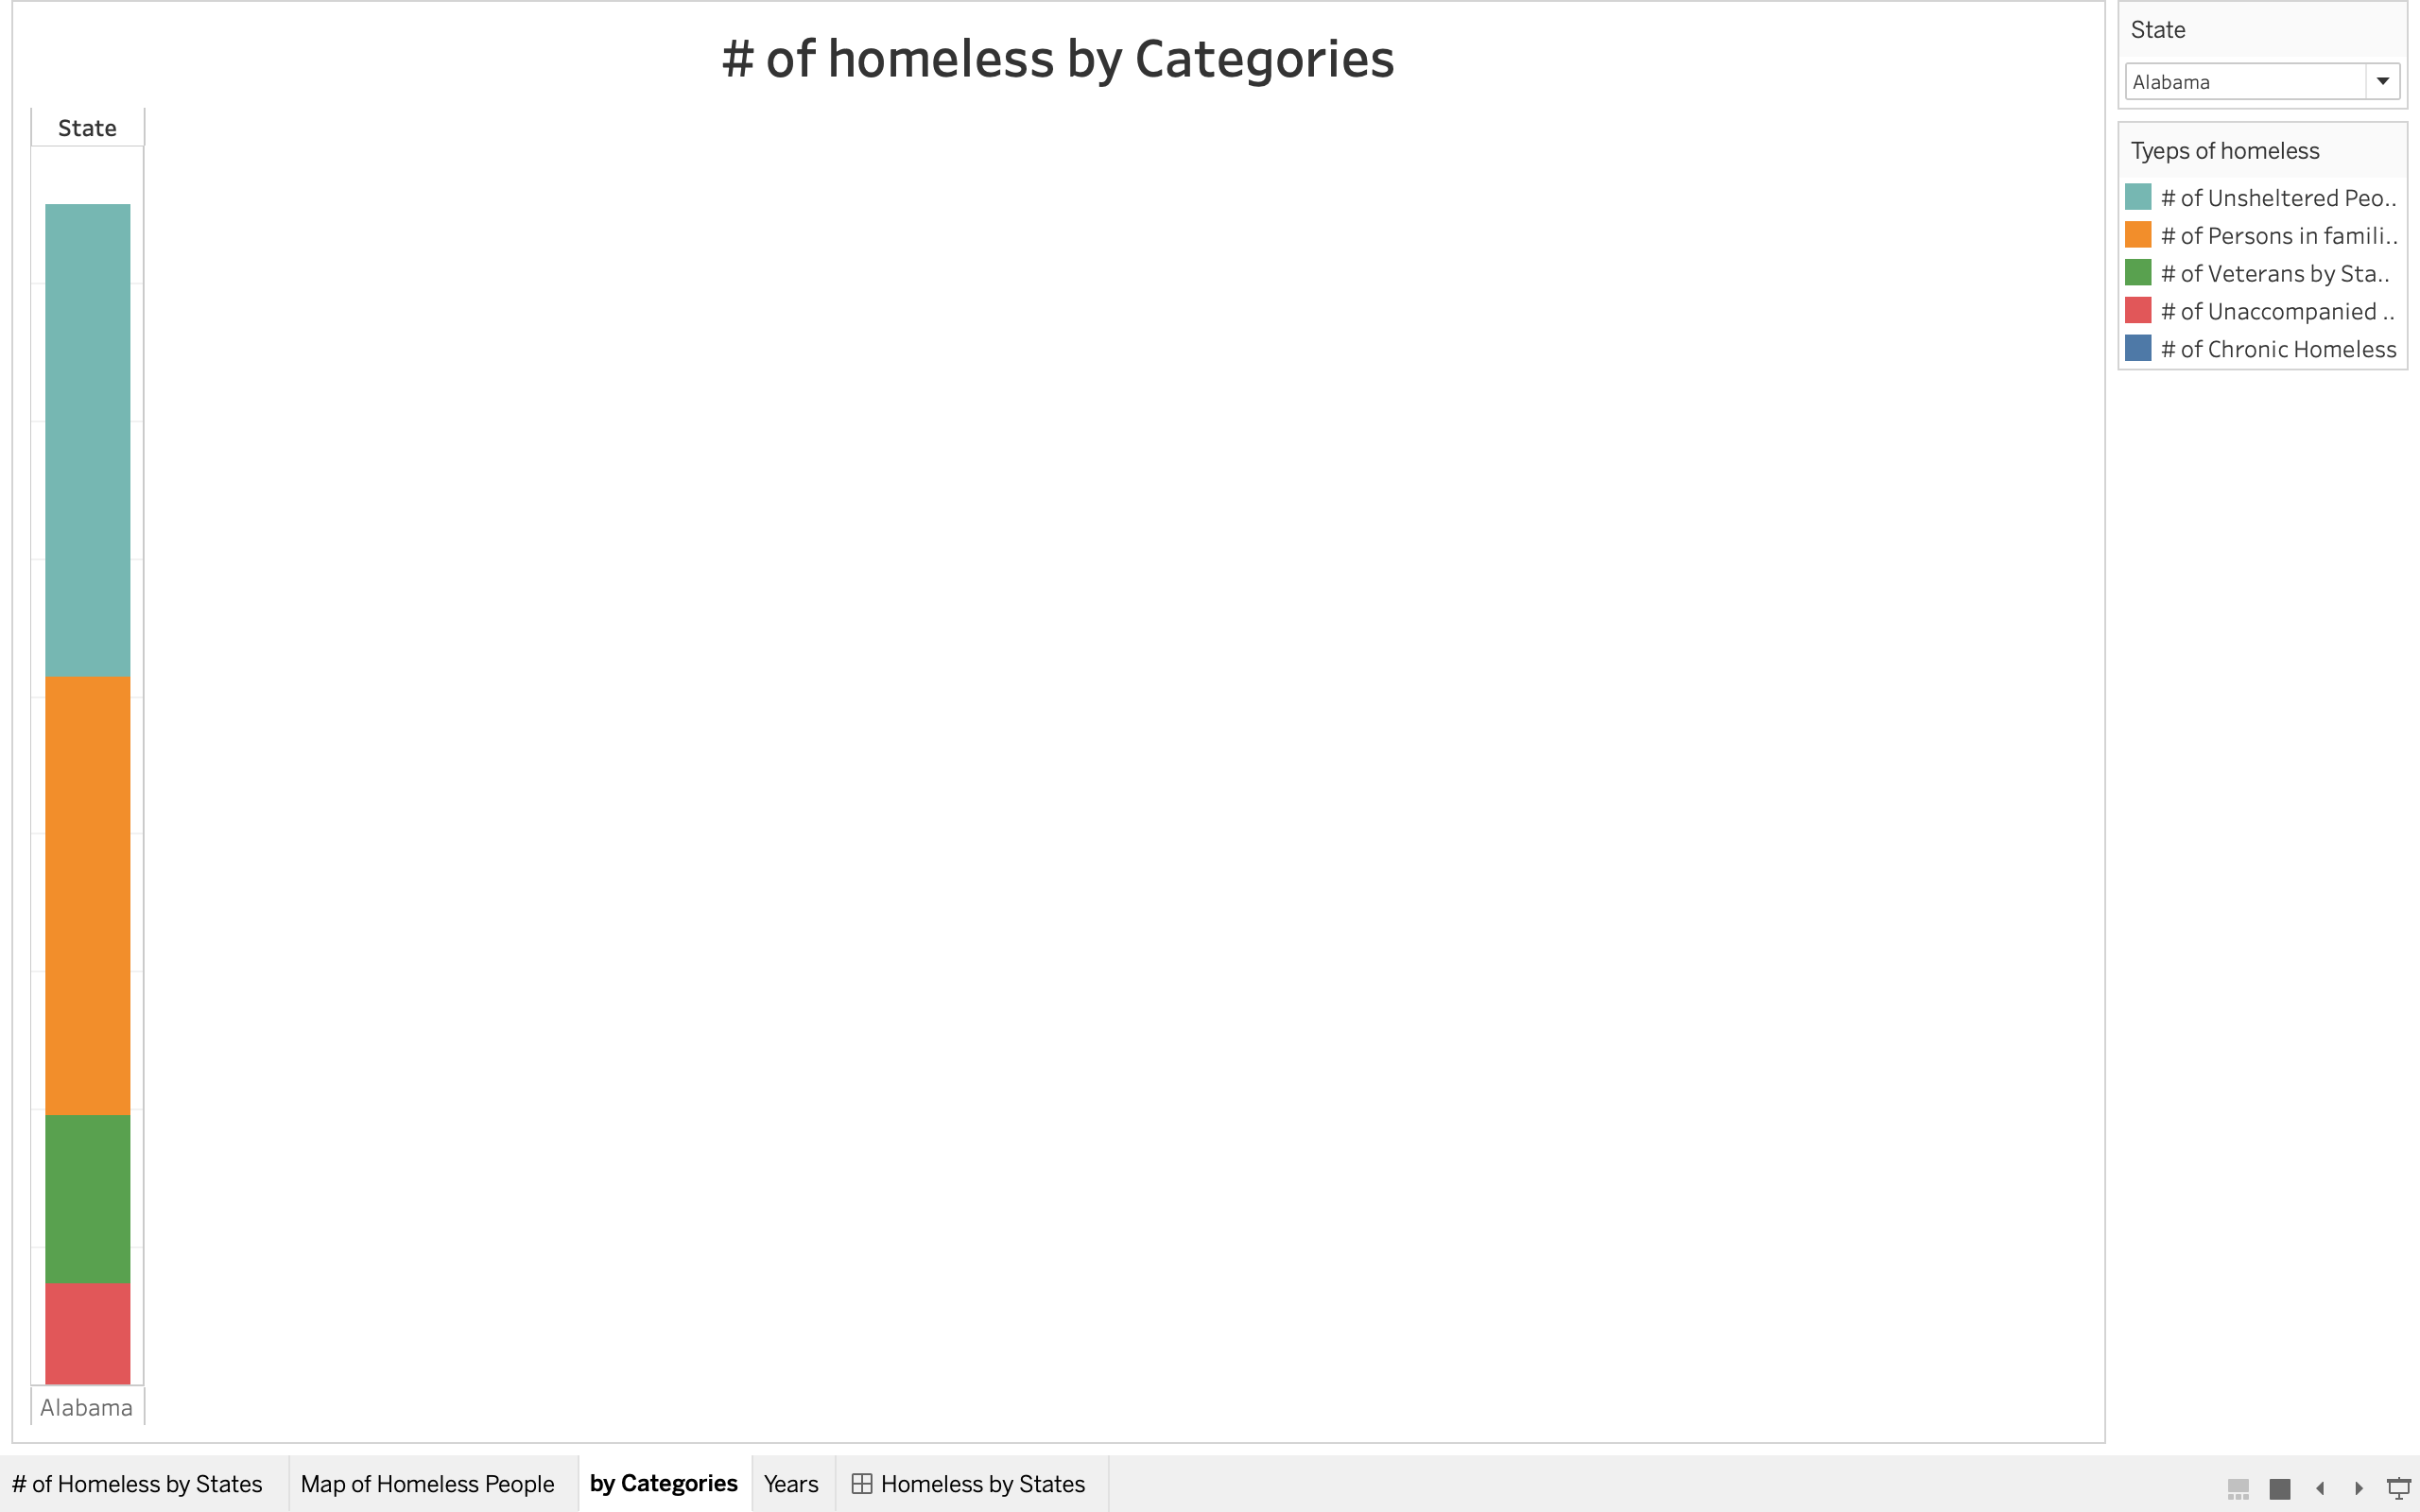 # of homeless by Categories
State
Alabama
State
Alabama
Tyeps of homeless
# of Unsheltered Peo..
# of Persons in famili..
# of Veterans by Sta..
# of Unaccompanied ..
# of Chronic Homeless
# of Homeless by States
Map of Homeless People
by Categories
Years
Homeless by States